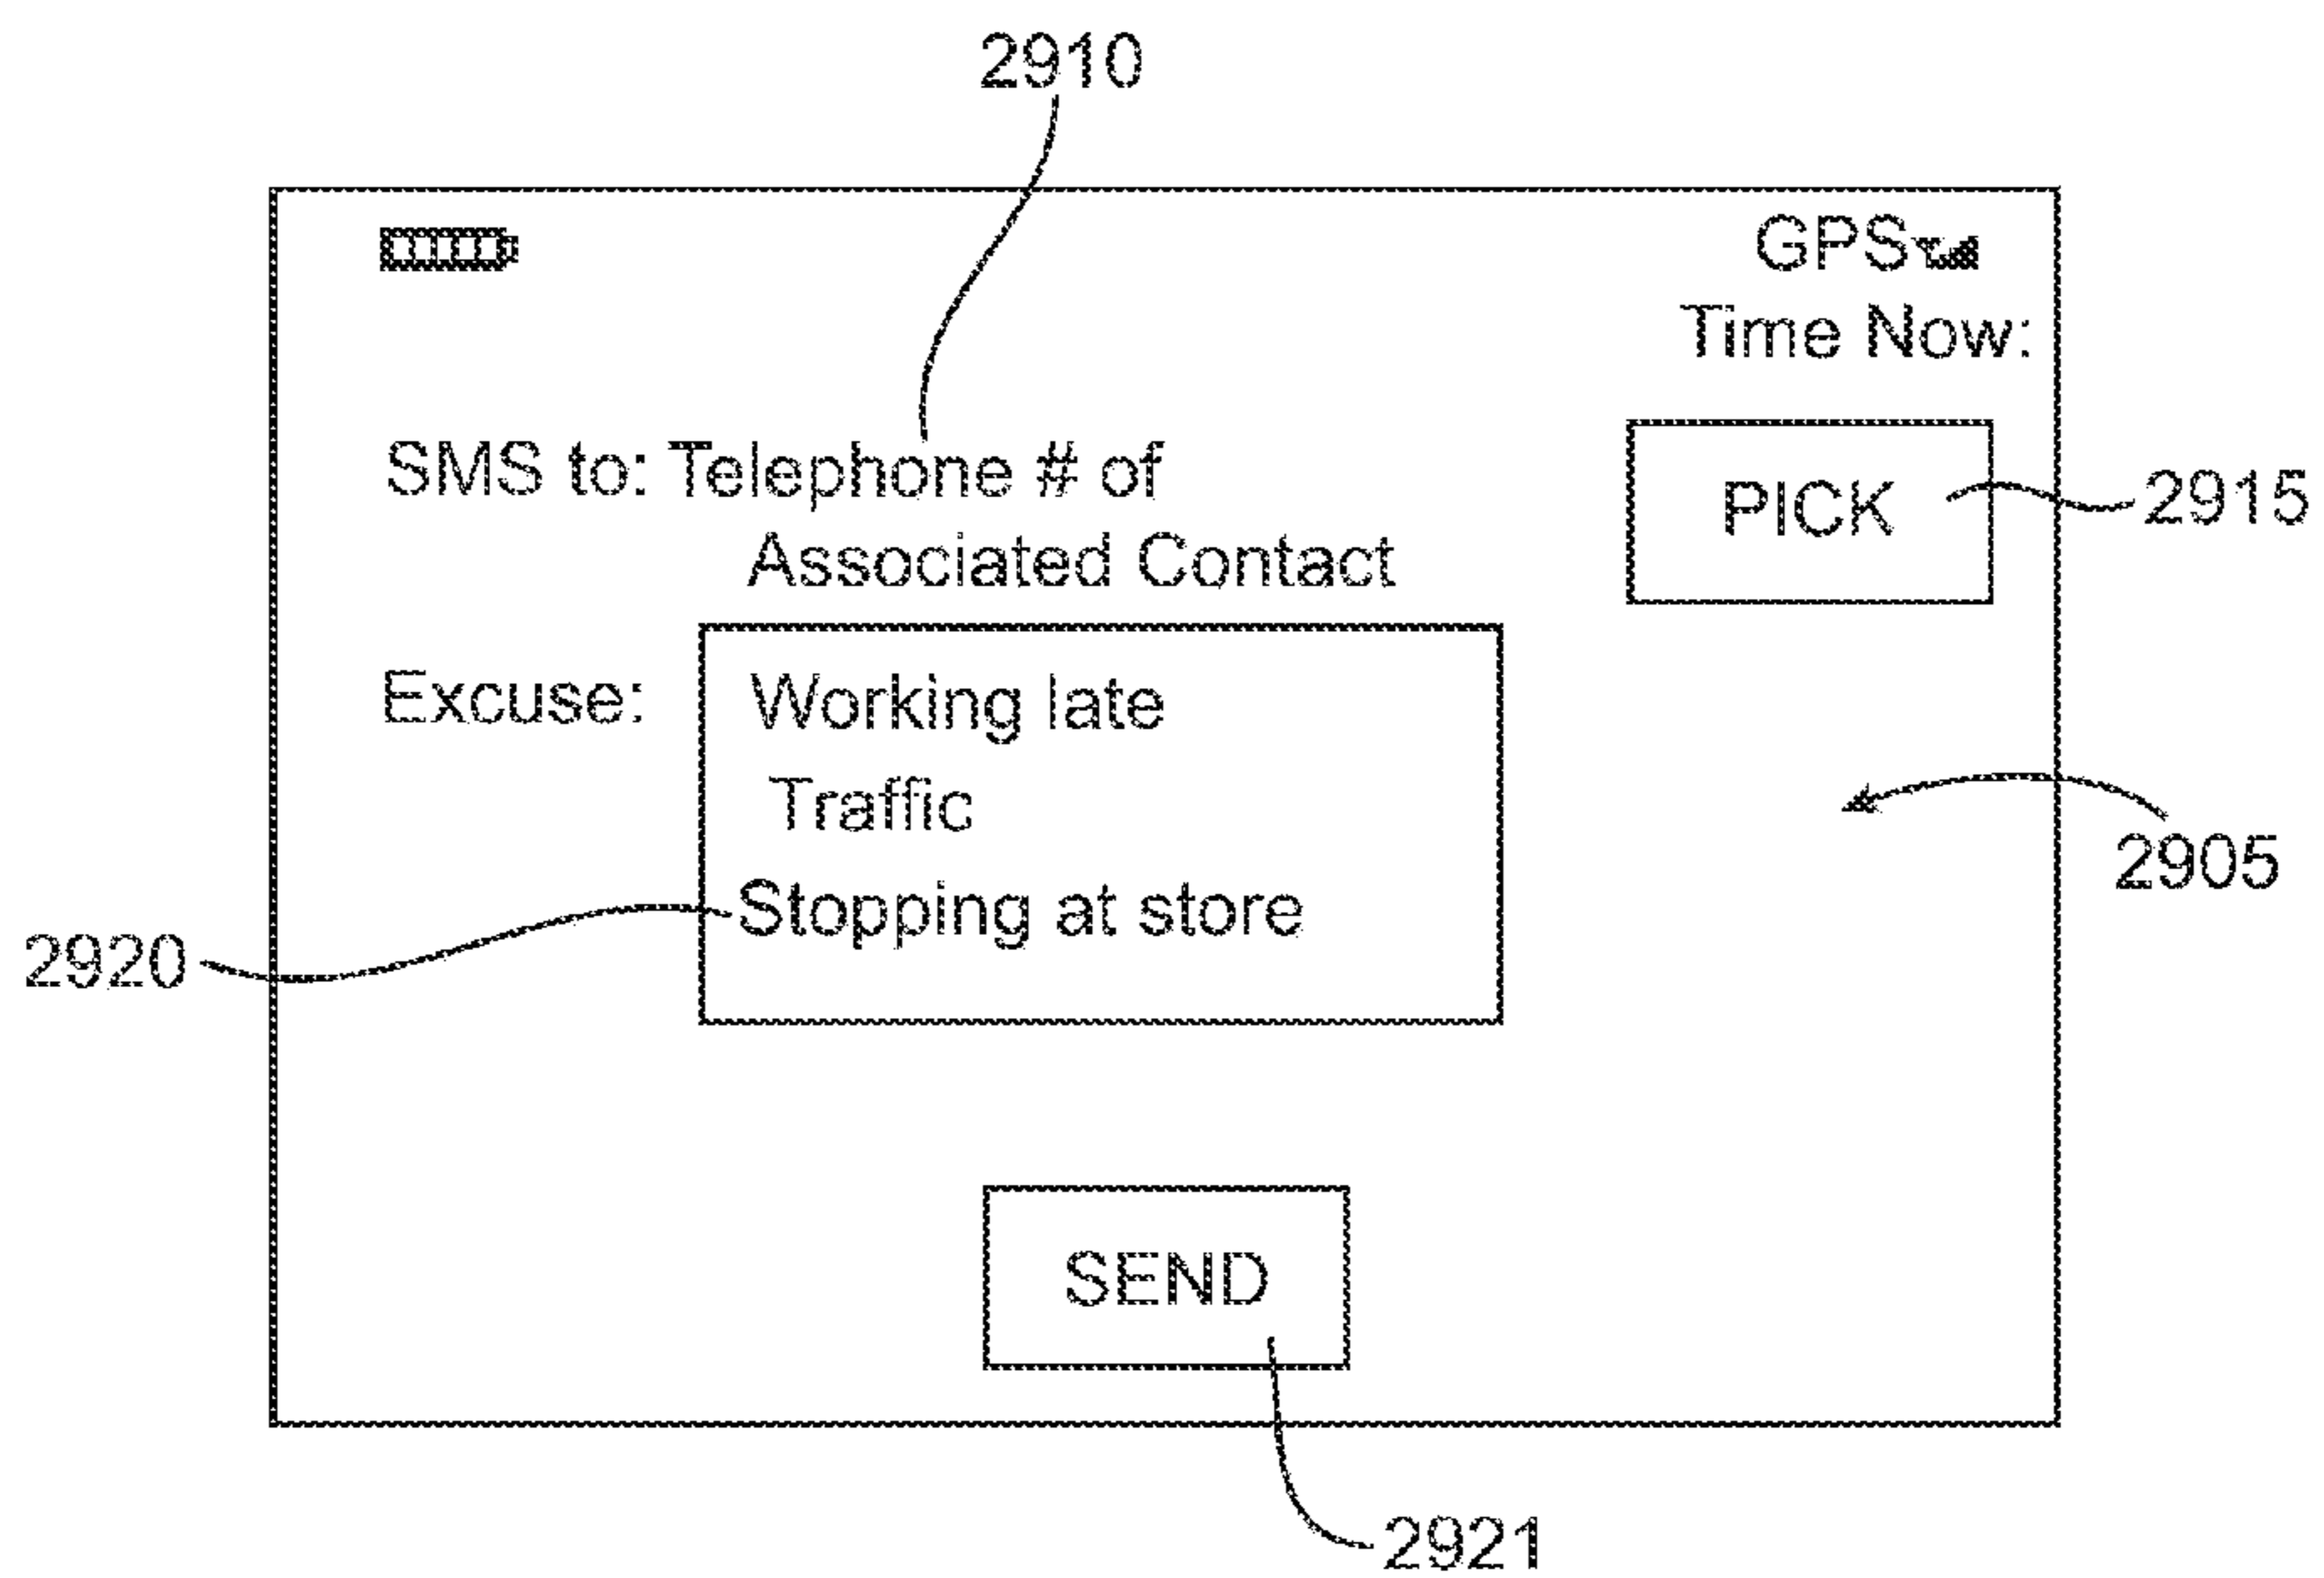 2910
GPS
Time Now:
SMS to: Telephone # of
Associated Contact
PICK
2915
Excuse:
Working late
Traffic
Stopping at store
2905
2920
SEND
2921